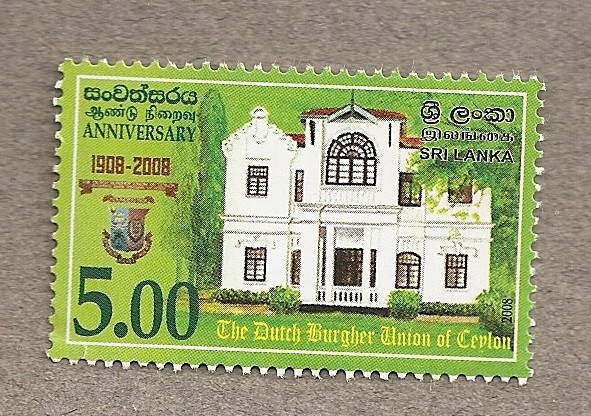 සංවත්සරය
ஆண்டு நிறைவு
ANNIVERSARY
1908-2008
ශ්‍රී ලංකා
இலங்கை
SRI LANKA
5.00
The Dutch Burgher Union of Ceylon
2008